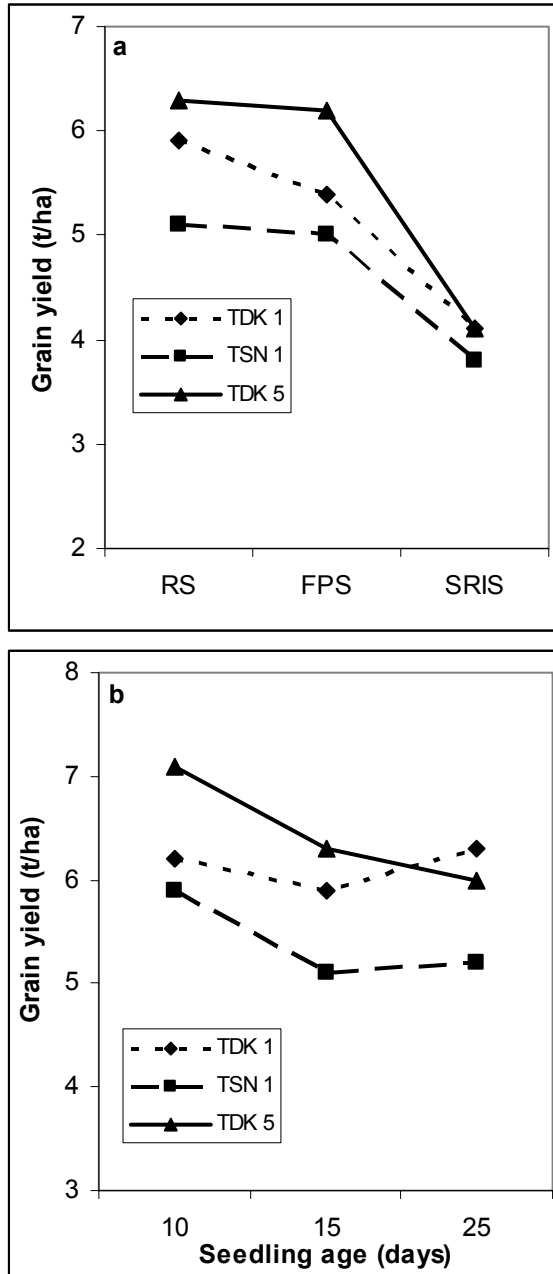 a
Grain yield (t/ha)
7
6
5
4
3
2
TDK 1
TSN 1
TDK 5
RS FPS SRIS
b
Grain yield (t/ha)
8
7
6
5
4
3
TDK 1
TSN 1
TDK 5
10 15 25
Seedling age (days)